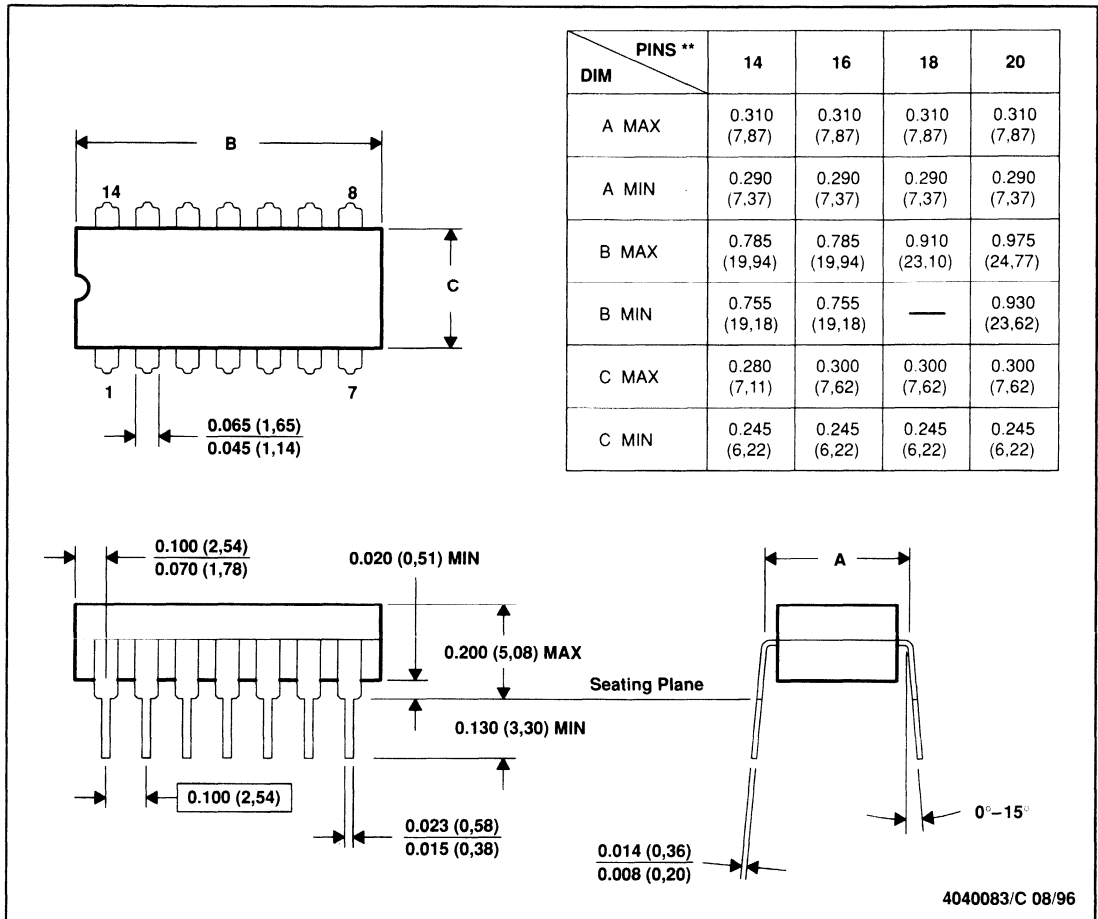 PINS ** 14 16 18 20
DIM
A MAX 0.310 (7,87) 0.310 (7,87) 0.310 (7,87) 0.310 (7,87)
A MIN 0.290 (7,37) 0.290 (7,37) 0.290 (7,37) 0.290 (7,37)
B MAX 0.785 (19,94) 0.785 (19,94) 0.910 (23,10) 0.975 (24,77)
B MIN 0.755 (19,18) 0.755 (19,18) — 0.930 (23,62)
C MAX 0.280 (7,11) 0.300 (7,62) 0.300 (7,62) 0.300 (7,62)
C MIN 0.245 (6,22) 0.245 (6,22) 0.245 (6,22) 0.245 (6,22)
B
14 8
C
1 7
0.065 (1,65)
0.045 (1,14)
0.100 (2,54)
0.070 (1,78)
0.020 (0,51) MIN
0.200 (5,08) MAX
Seating Plane
0.130 (3,30) MIN
0.100 (2,54)
0.023 (0,58)
0.015 (0,38)
A
0°–15°
0.014 (0,36)
0.008 (0,20)
4040083/C 08/96